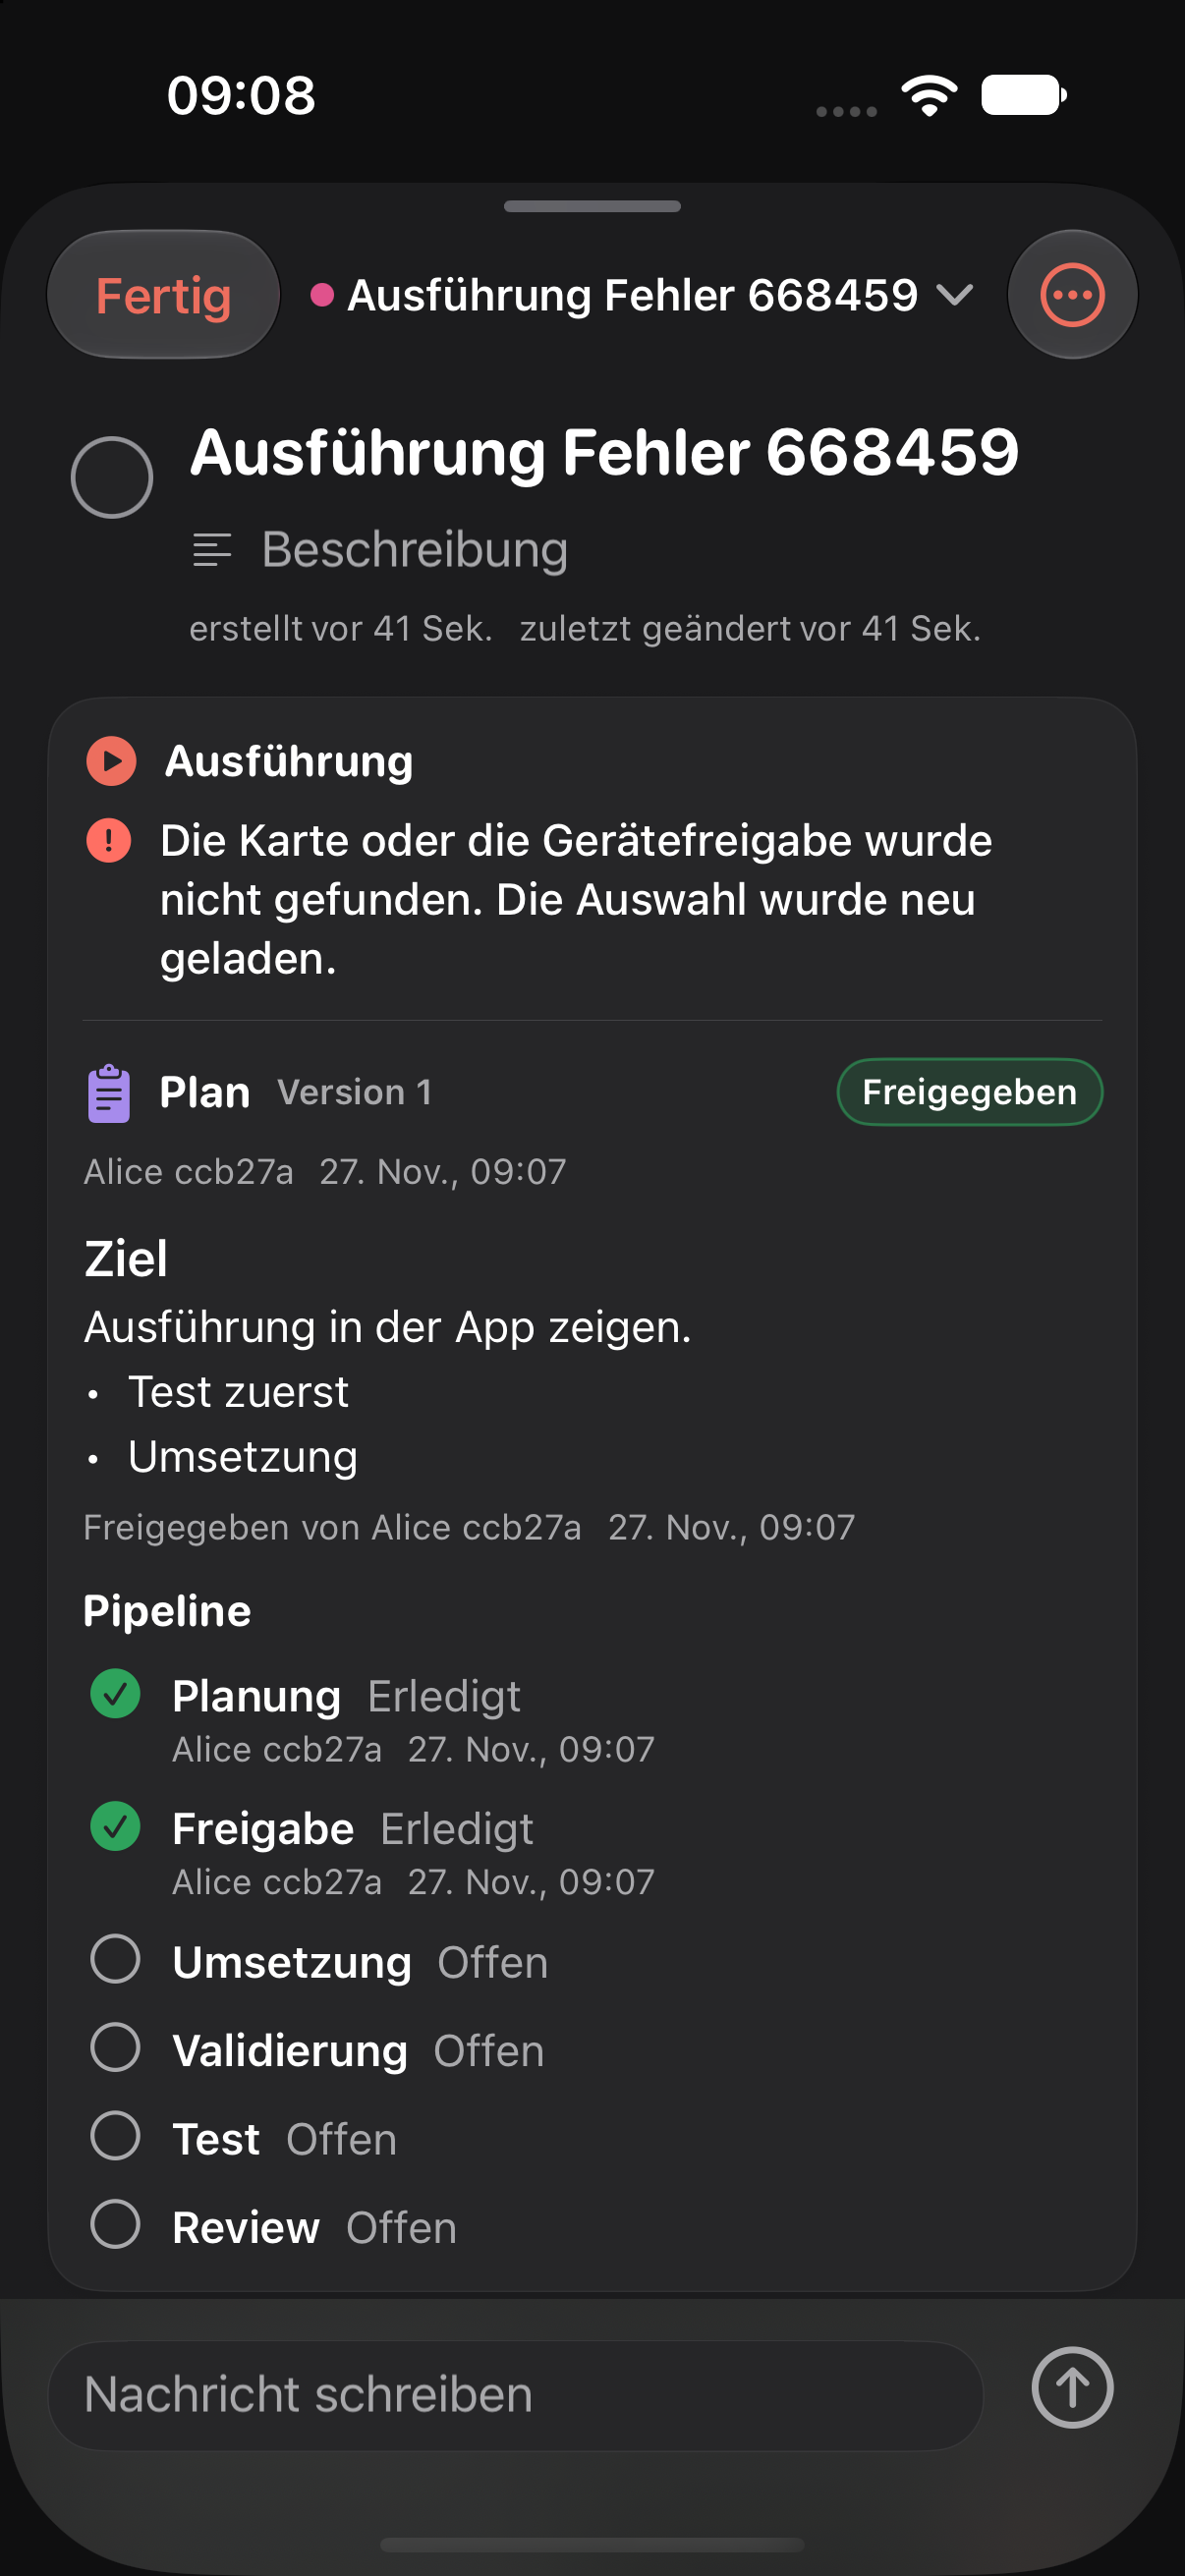 09:08
Fertig
Ausführung Fehler 668459
Ausführung Fehler 668459
Beschreibung
erstellt vor 41 Sek. zuletzt geändert vor 41 Sek.
Ausführung
Die Karte oder die Gerätefreigabe wurde
nicht gefunden. Die Auswahl wurde neu
geladen.
Plan Version 1 Freigegeben
Alice ccb27a 27. Nov., 09:07
Ziel
Ausführung in der App zeigen.
• Test zuerst
• Umsetzung
Freigegeben von Alice ccb27a 27. Nov., 09:07
Pipeline
Planung Erledigt
Alice ccb27a 27. Nov., 09:07
Freigabe Erledigt
Alice ccb27a 27. Nov., 09:07
Umsetzung Offen
Validierung Offen
Test Offen
Review Offen
Nachricht schreiben